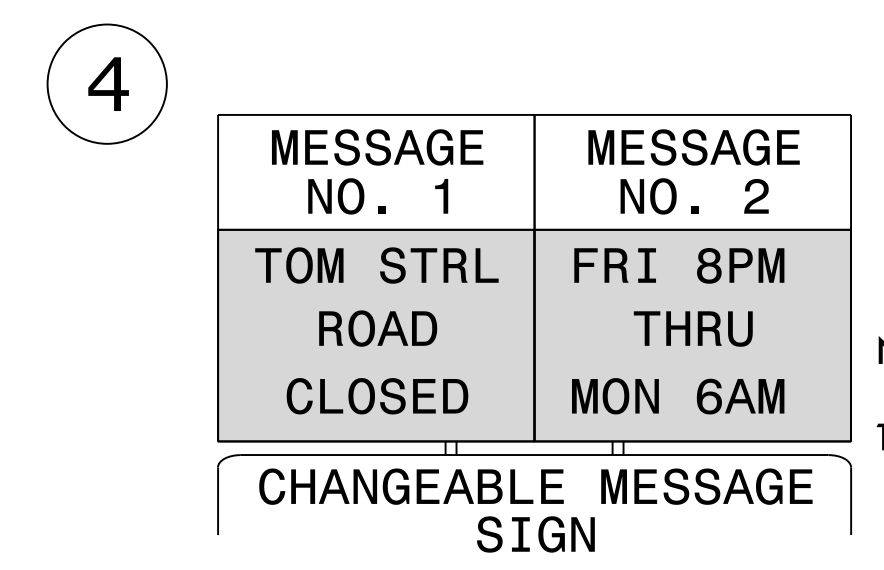 4
MESSAGE NO. 1
MESSAGE NO. 2
TOM STRL
ROAD
CLOSED
FRI 8PM
THRU
MON 6AM
CHANGEABLE MESSAGE
SIGN